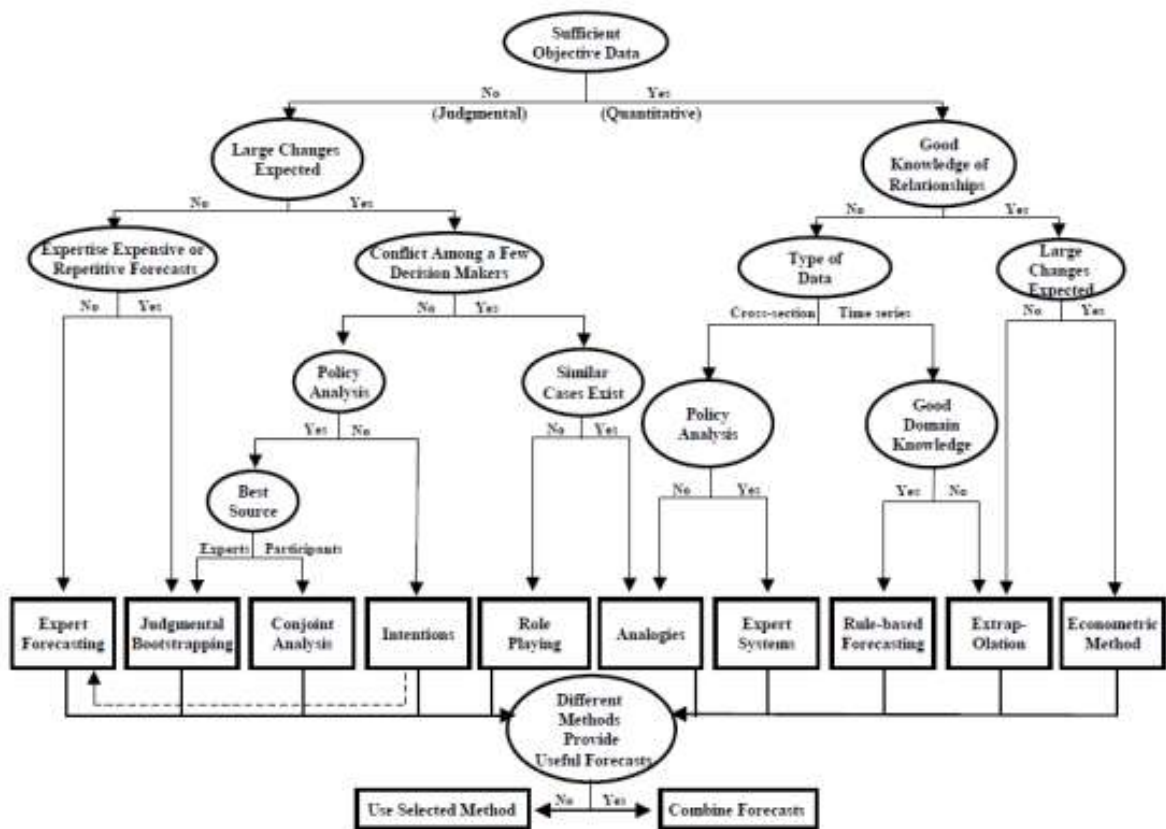 Sufficient
Objective Data
No
Yes
(Judgmental)
(Quantitative)
Large Changes
Expected
Good
Knowledge of
Relationships
No
Yes
No
Yes
Expertise Expensive or
Repetitive Forecasts
Conflict Among a Few
Decision Makers
Type of
Data
Large
Changes
Expected
No
Yes
No
Yes
Cross-section
Time series
No
Yes
Policy
Analysis
Similar
Cases Exist
Policy
Analysis
Good
Domain
Knowledge
Yes
No
No
Yes
No
Yes
Yes
No
Best
Source
Experts
Participants
Expert
Forecasting
Judgmental
Bootstrapping
Conjoint
Analysis
Intentions
Role
Playing
Analogies
Expert
Systems
Rule-based
Forecasting
Extrap-
Olation
Econometric
Method
Different
Methods
Provide
Useful Forecasts
No
Yes
Use Selected Method
Combine Forecasts